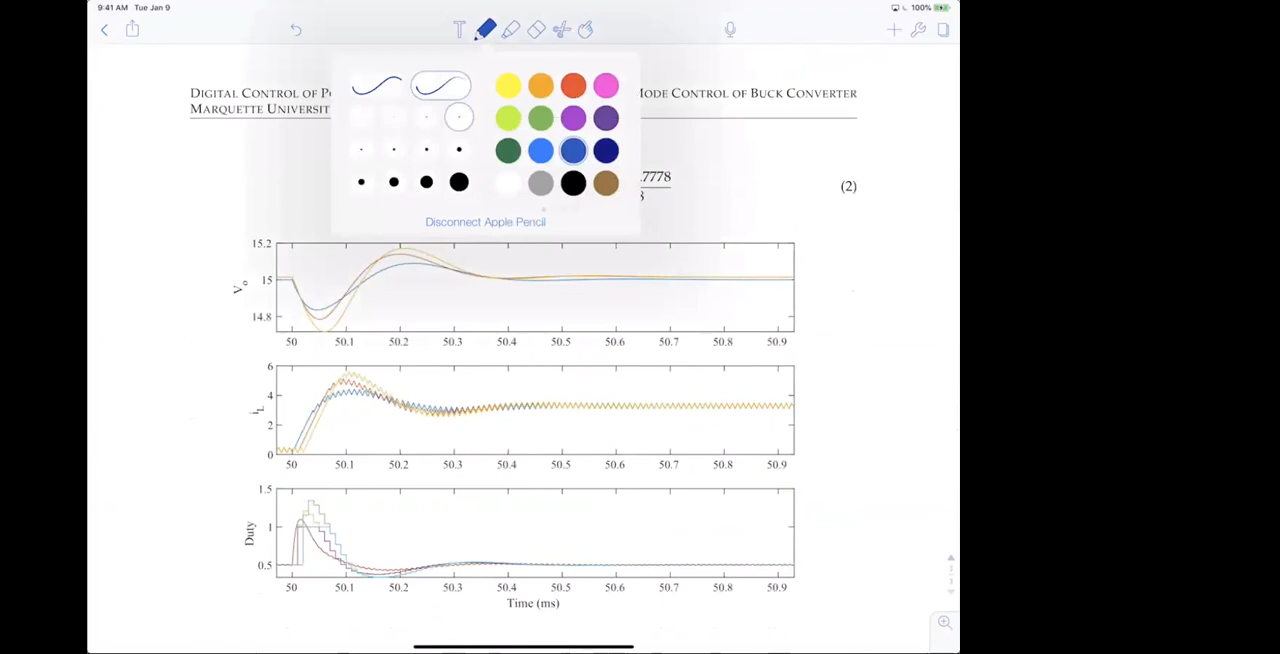 9:41 AM Tue Jan 9
100%
T
DIGITAL CONTROL OF
MODE CONTROL OF BUCK CONVERTER
MARQUETTE
Disconnect Apple Pencil
.7778
(2)
15.2
15
14.8
Vo
50 50.1 50.2 50.3 50.4 50.5 50.6 50.7 50.8 50.9
6
4
2
0
iL
50 50.1 50.2 50.3 50.4 50.5 50.6 50.7 50.8 50.9
1.5
1
0.5
Duty
50 50.1 50.2 50.3 50.4 50.5 50.6 50.7 50.8 50.9
Time (ms)